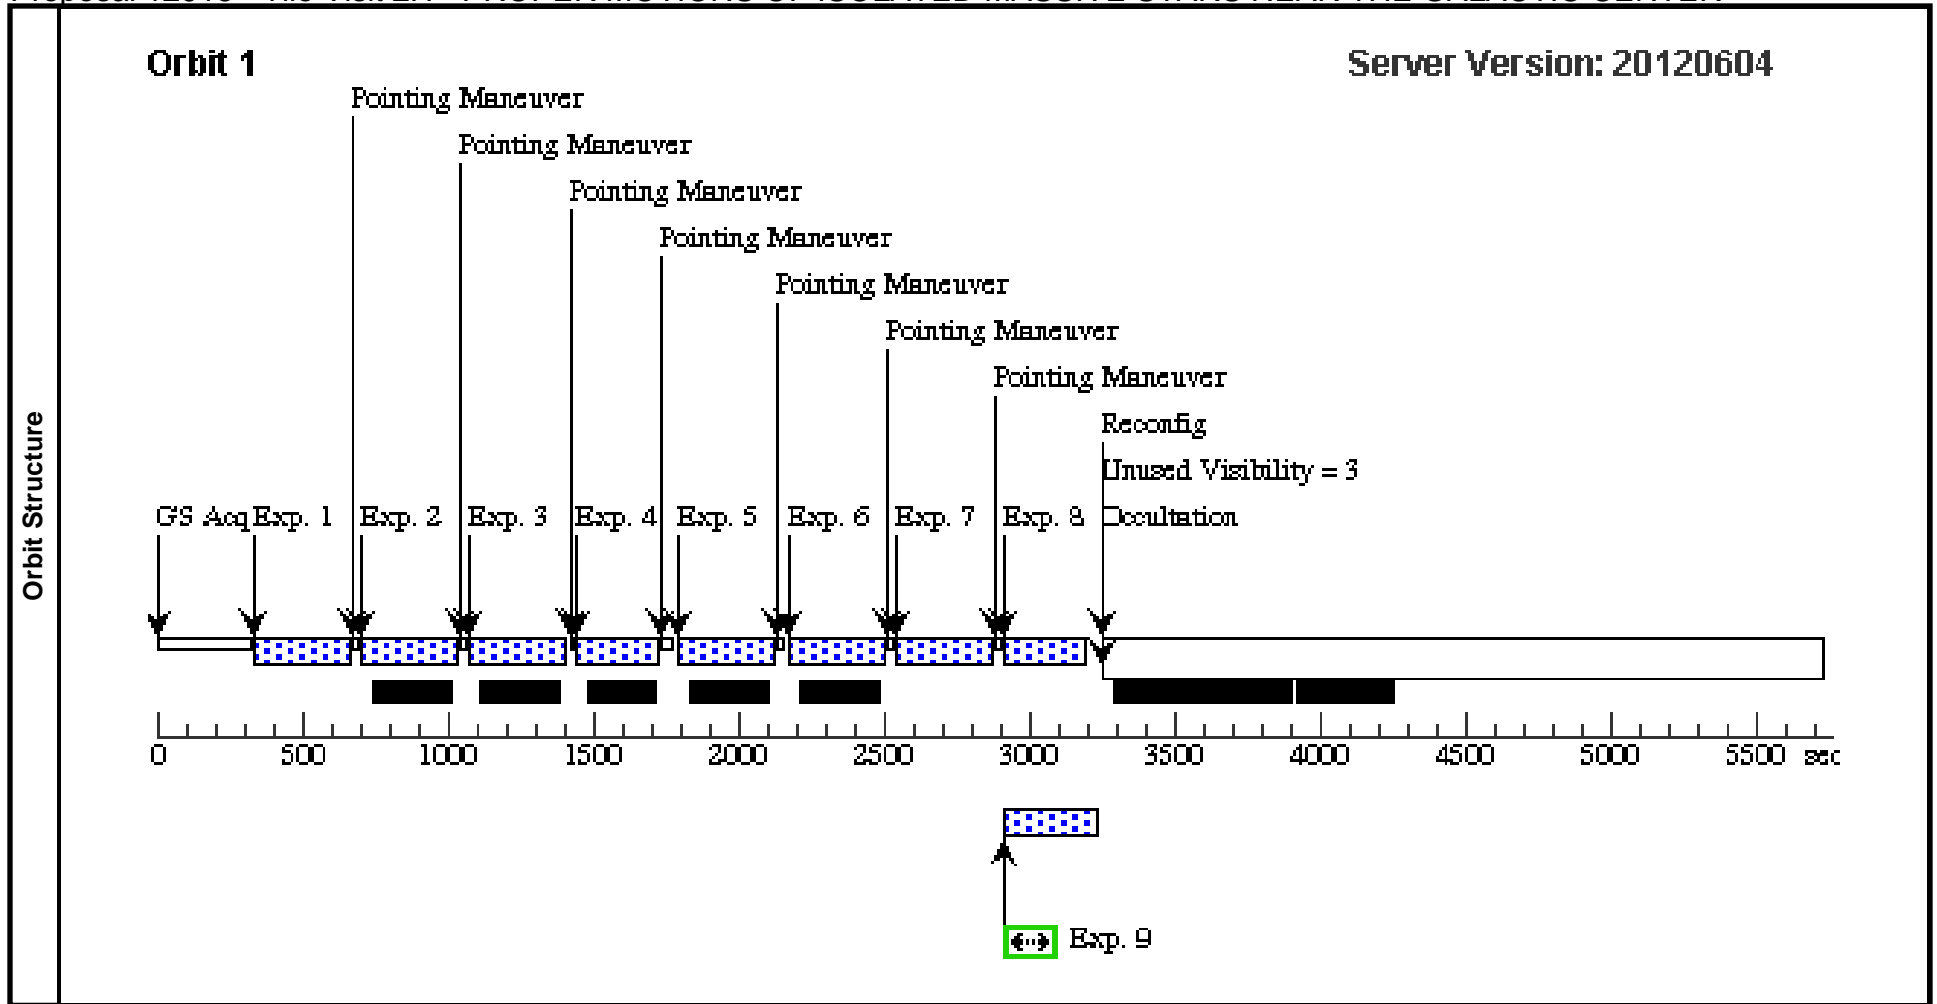 Orbit 1
Server Version: 20120604
Pointing Maneuver
Pointing Maneuver
Pointing Maneuver
Pointing Maneuver
Pointing Maneuver
Pointing Maneuver
Pointing Maneuver
Reconfig
Unused Visibility = 3
GS Acq Exp. 1 Exp. 2 Exp. 3 Exp. 4 Exp. 5 Exp. 6 Exp. 7 Exp. 8 Occultation
Orbit Structure
0 500 1000 1500 2000 2500 3000 3500 4000 4500 5000 5500 sec
Exp. 9